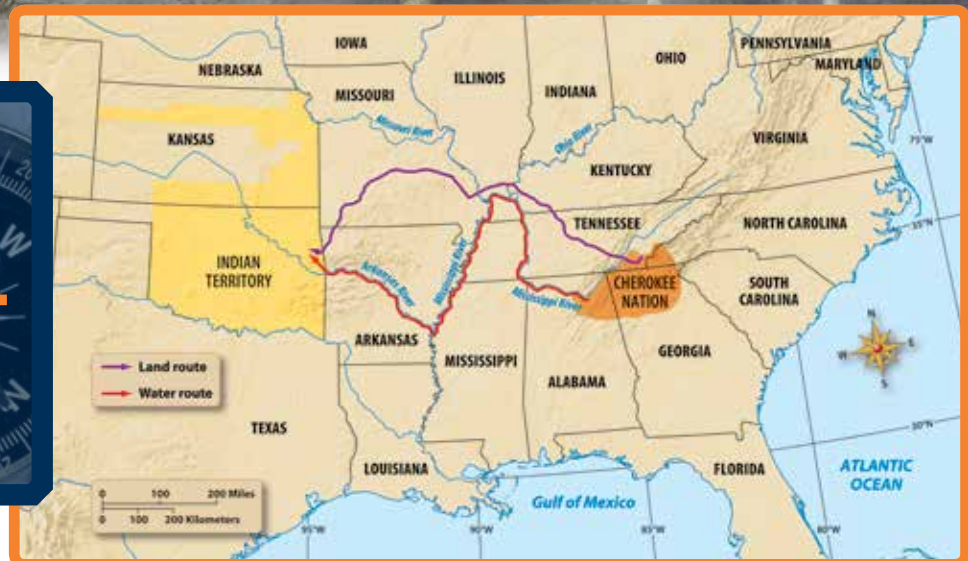 IOWA
NEBRASKA
ILLINOIS
OHIO
PENNSYLVANIA
MARYLAND
INDIANA
MISSOURI
Missouri River
Ohio River
VIRGINIA
KANSAS
75°W
KENTUCKY
TENNESSEE
NORTH CAROLINA
35°N
INDIAN
TERRITORY
Arkansas River
Mississippi River
Mississippi River
CHEROKEE
NATION
SOUTH
CAROLINA
ARKANSAS
MISSISSIPPI
ALABAMA
GEORGIA
N
W
E
S
Land route
Water route
TEXAS
LOUISIANA
FLORIDA
30°N
ATLANTIC
OCEAN
Gulf of Mexico
0 100 200 Miles
0 100 200 Kilometers
95°W
90°W
85°W
80°W
W